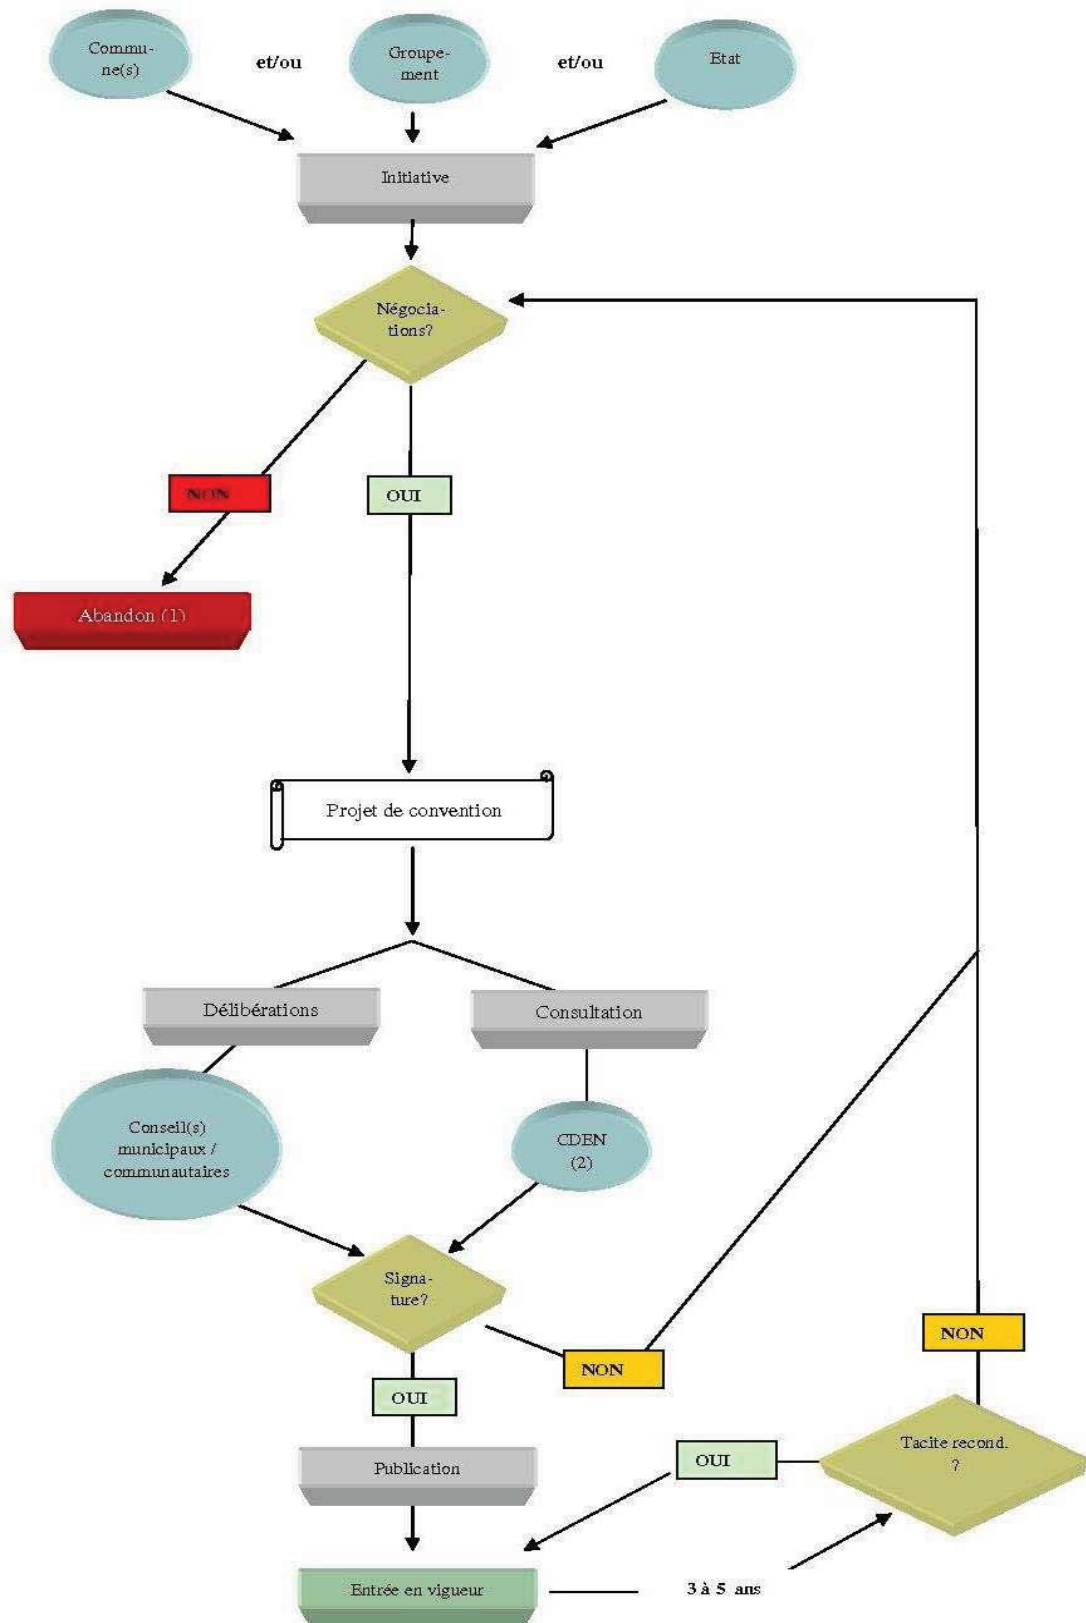 Commu-
ne(s)
et/ou
Groupe-
ment
et/ou
Etat
Initiative
Négocia-
tions?
NON
OUI
Abandon (1)
Projet de convention
Délibérations
Consultation
Conseil(s)
municipaux /
communautaires
CDEN
(2)
Signa-
ture?
NON
NON
OUI
Tacite recond.
?
OUI
Publication
Entrée en vigueur
3 à 5 ans